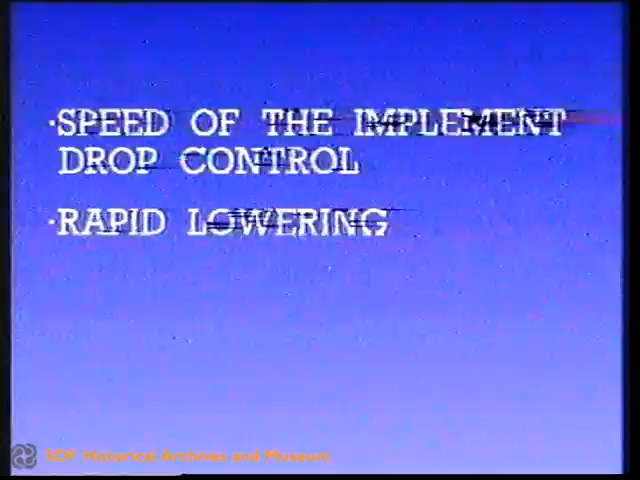 ·SPEED OF THE IMPLEMENT
DROP CONTROL
·RAPID LOWERING
SDF Historical Archives and Museum